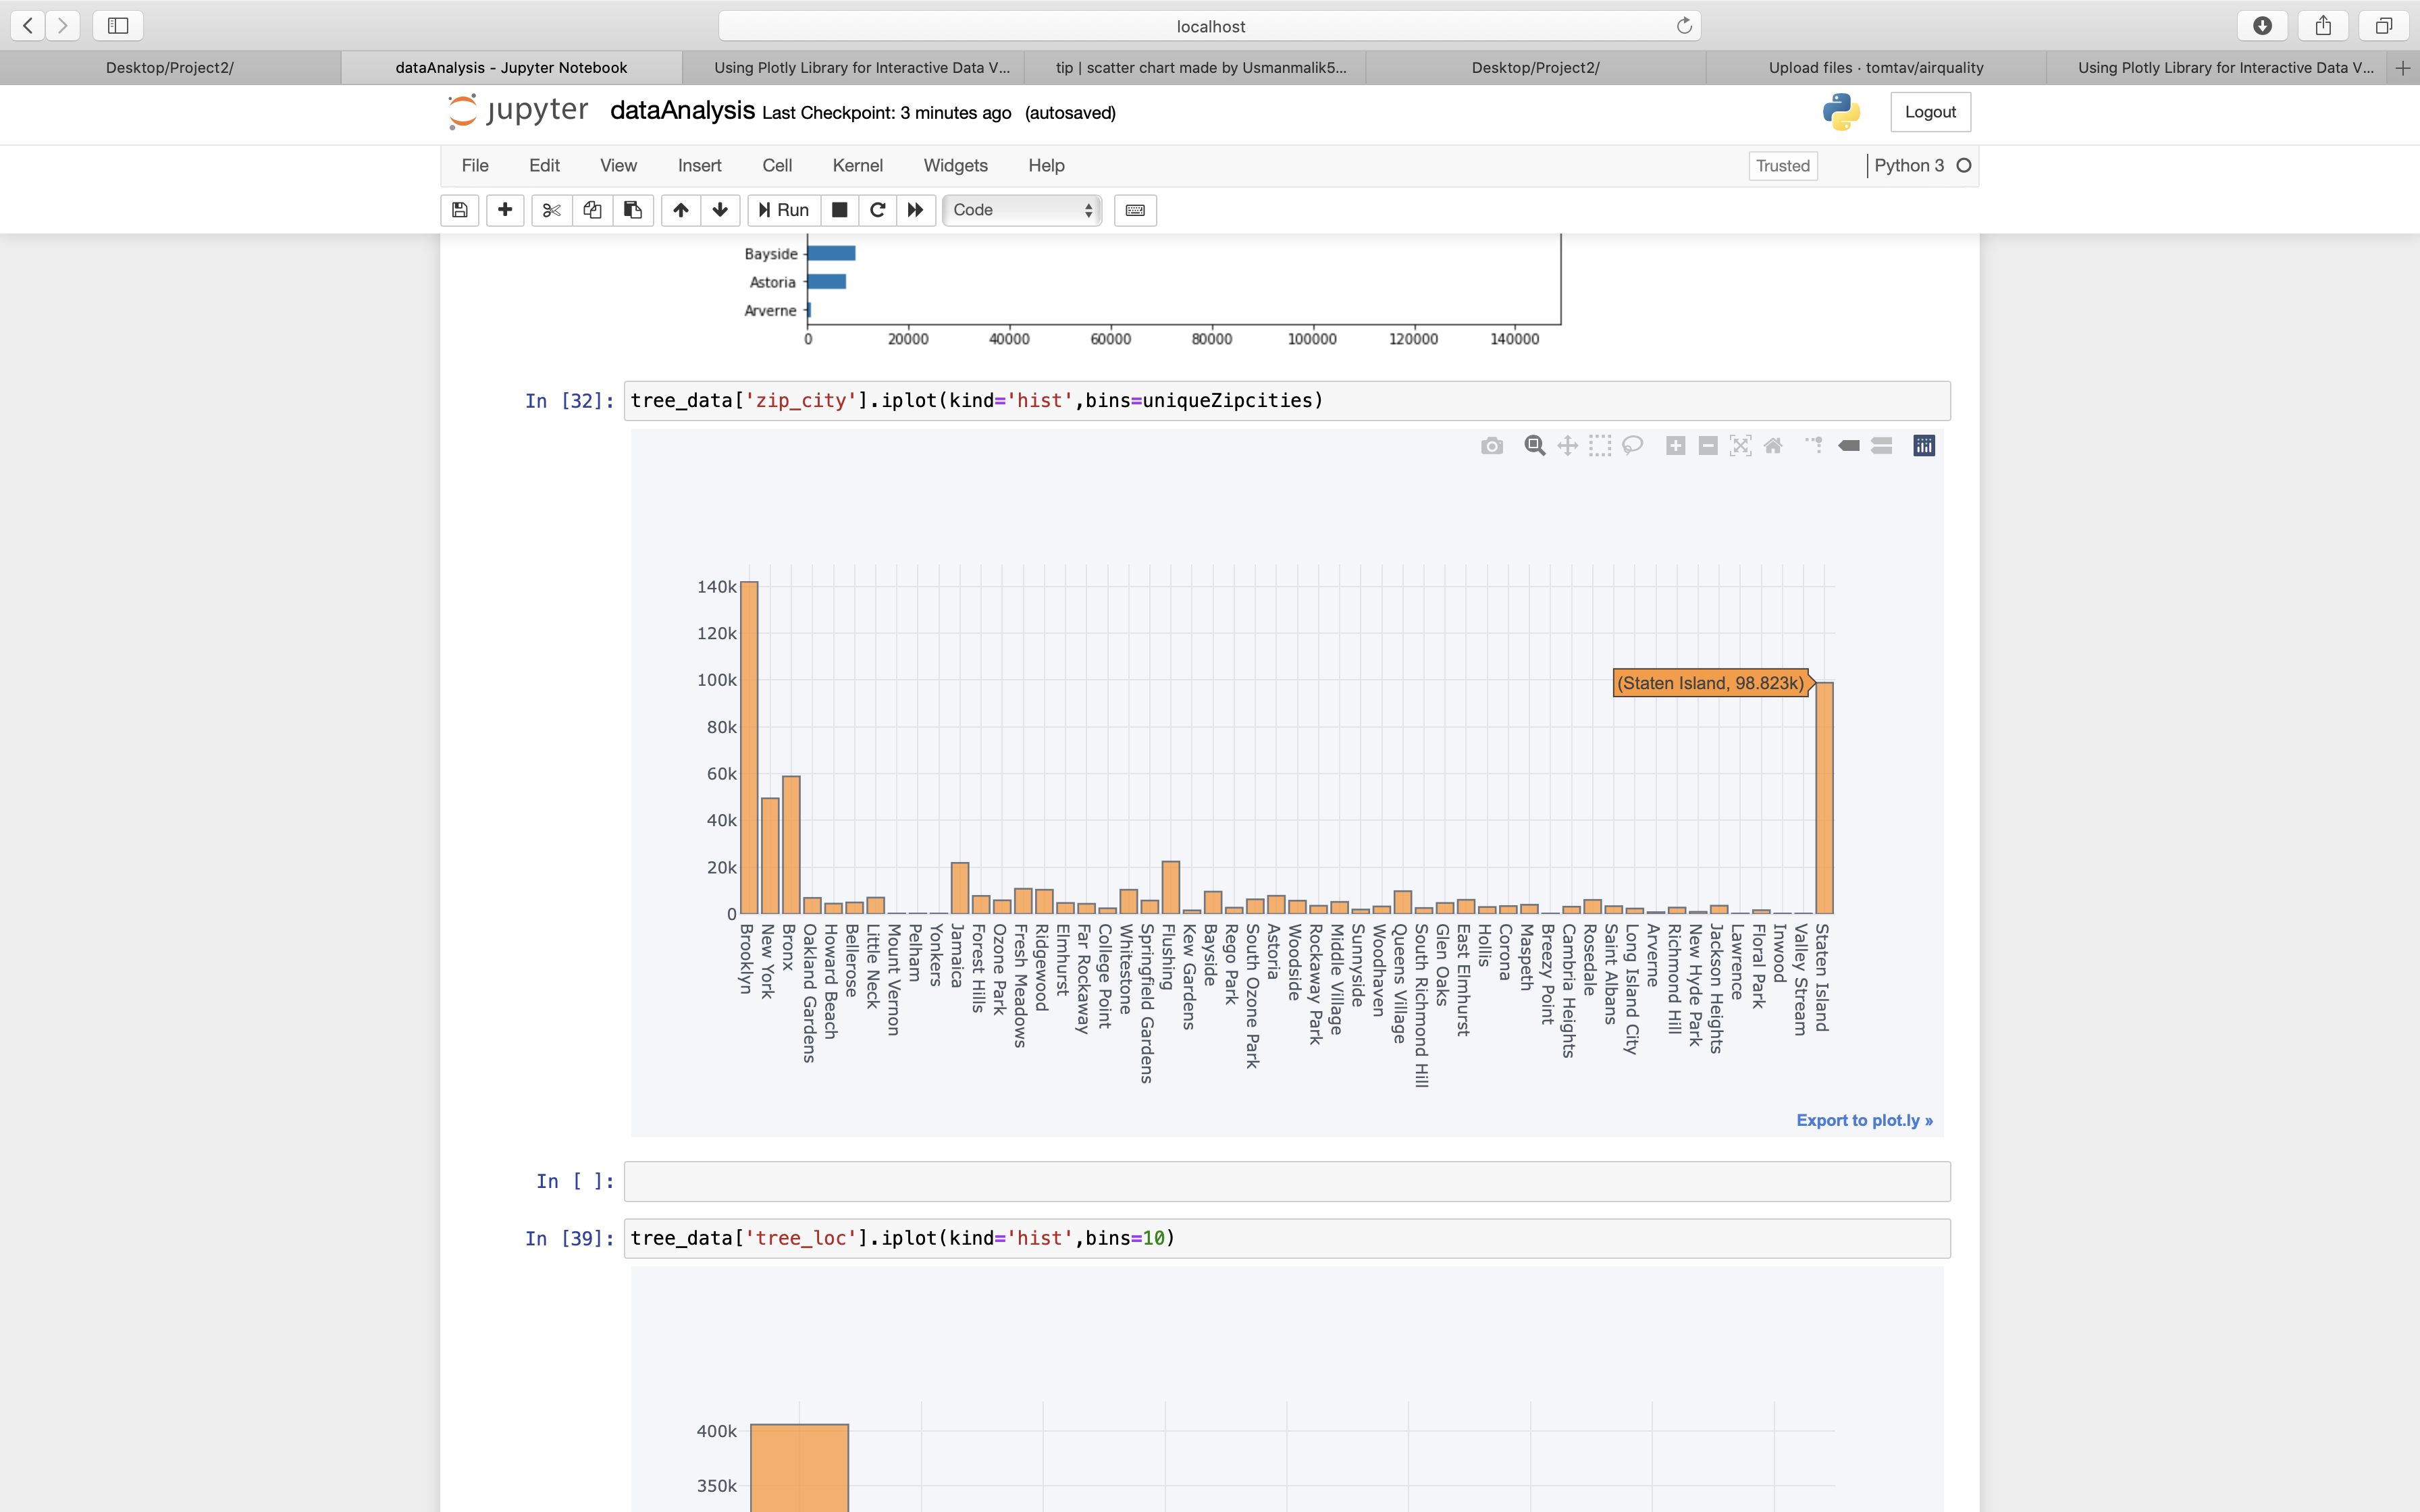 localhost
Desktop/Project2/
dataAnalysis - Jupyter Notebook
Using Plotly Library for Interactive Data V...
tip | scatter chart made by Usmanmalik5...
Desktop/Project2/
Upload files · tomtav/airquality
Using Plotly Library for Interactive Data V...
jupyter dataAnalysis Last Checkpoint: 3 minutes ago (autosaved)
Logout
File Edit View Insert Cell Kernel Widgets Help
Trusted
Python 3
Run
Code
Bayside
Astoria
Arverne
0 20000 40000 60000 80000 100000 120000 140000
In [32]: tree_data['zip_city'].iplot(kind='hist',bins=uniqueZipcities)
140k
120k
100k
80k
60k
40k
20k
0
(Staten Island, 98.823k)
Brooklyn
New York
Bronx
Oakland Gardens
Howard Beach
Bellerose
Little Neck
Mount Vernon
Pelham
Yonkers
Jamaica
Forest Hills
Ozone Park
Fresh Meadows
Ridgewood
Elmhurst
Far Rockaway
College Point
Whitestone
Springfield Gardens
Flushing
Kew Gardens
Bayside
Rego Park
South Ozone Park
Astoria
Woodside
Rockaway Park
Middle Village
Sunnyside
Woodhaven
Queens Village
South Richmond Hill
Glen Oaks
East Elmhurst
Hollis
Corona
Maspeth
Breezy Point
Cambria Heights
Rosedale
Saint Albans
Long Island City
Arverne
Richmond Hill
New Hyde Park
Jackson Heights
Lawrence
Floral Park
Inwood
Valley Stream
Staten Island
Export to plot.ly »
In [ ]:
In [39]: tree_data['tree_loc'].iplot(kind='hist',bins=10)
400k
350k